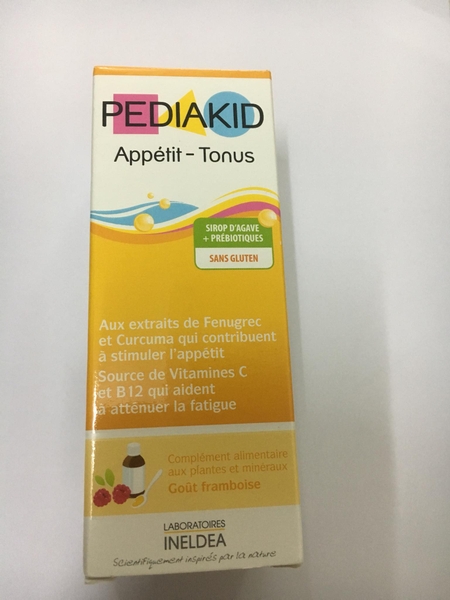 PEDIAKID
Appétit - Tonus
SIROP D'AGAVE
+ PRÉBIOTIQUES
SANS GLUTEN
Aux extraits de Fenugrec
et Curcuma qui contribuent
à stimuler l'appétit
Source de Vitamines C
et B12 qui aident
à atténuer la fatigue
Complément alimentaire
aux plantes et minéraux
Goût framboise
LABORATOIRES
INELDEA
Scientifiquement inspirés par la nature